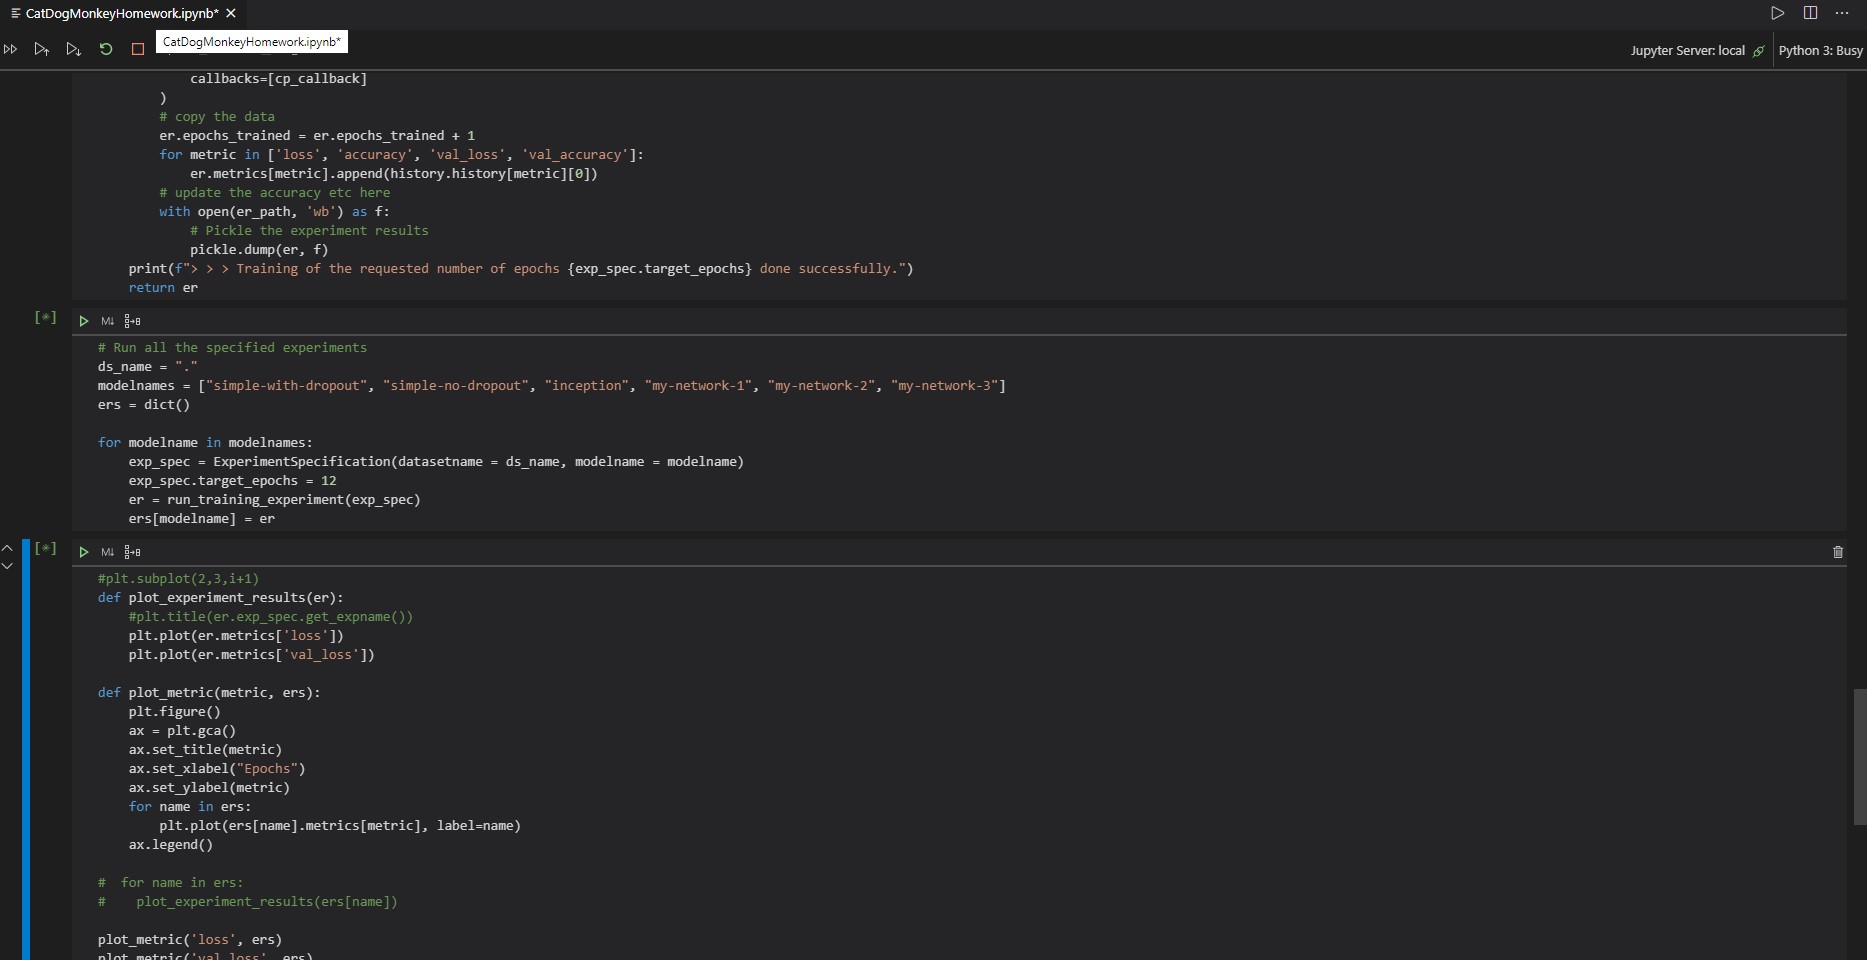 CatDogMonkeyHomework.ipynb*
CatDogMonkeyHomework.ipynb*
Jupyter Server: local
Python 3: Busy
callbacks=[cp_callback]
)
# copy the data
er.epochs_trained = er.epochs_trained + 1
for metric in ['loss', 'accuracy', 'val_loss', 'val_accuracy']:
er.metrics[metric].append(history.history[metric][0])
# update the accuracy etc here
with open(er_path, 'wb') as f:
# Pickle the experiment results
pickle.dump(er, f)
print(f"> > > Training of the requested number of epochs {exp_spec.target_epochs} done successfully.")
return er
[*]
M↓
# Run all the specified experiments
ds_name = "."
modelnames = ["simple-with-dropout", "simple-no-dropout", "inception", "my-network-1", "my-network-2", "my-network-3"]
ers = dict()
for modelname in modelnames:
exp_spec = ExperimentSpecification(datasetname = ds_name, modelname = modelname)
exp_spec.target_epochs = 12
er = run_training_experiment(exp_spec)
ers[modelname] = er
[*]
M↓
#plt.subplot(2,3,i+1)
def plot_experiment_results(er):
#plt.title(er.exp_spec.get_expname())
plt.plot(er.metrics['loss'])
plt.plot(er.metrics['val_loss'])
def plot_metric(metric, ers):
plt.figure()
ax = plt.gca()
ax.set_title(metric)
ax.set_xlabel("Epochs")
ax.set_ylabel(metric)
for name in ers:
plt.plot(ers[name].metrics[metric], label=name)
ax.legend()
# for name in ers:
# plot_experiment_results(ers[name])
plot_metric('loss', ers)
plot_metric('val_loss', ers)